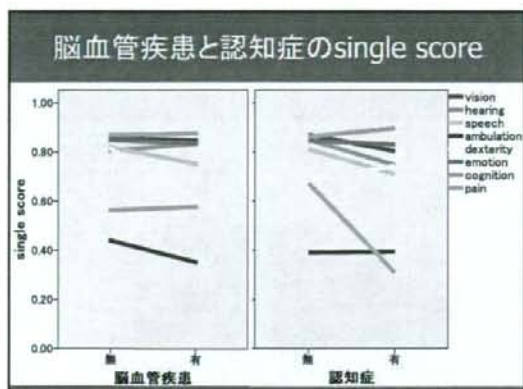 脳血管疾患と認知症のsingle score
1.00
0.80
0.60
0.40
0.20
0.00
single score
無
有
脳血管疾患
無
有
認知症
vision
hearing
speech
ambulation
dexterity
emotion
cognition
pain